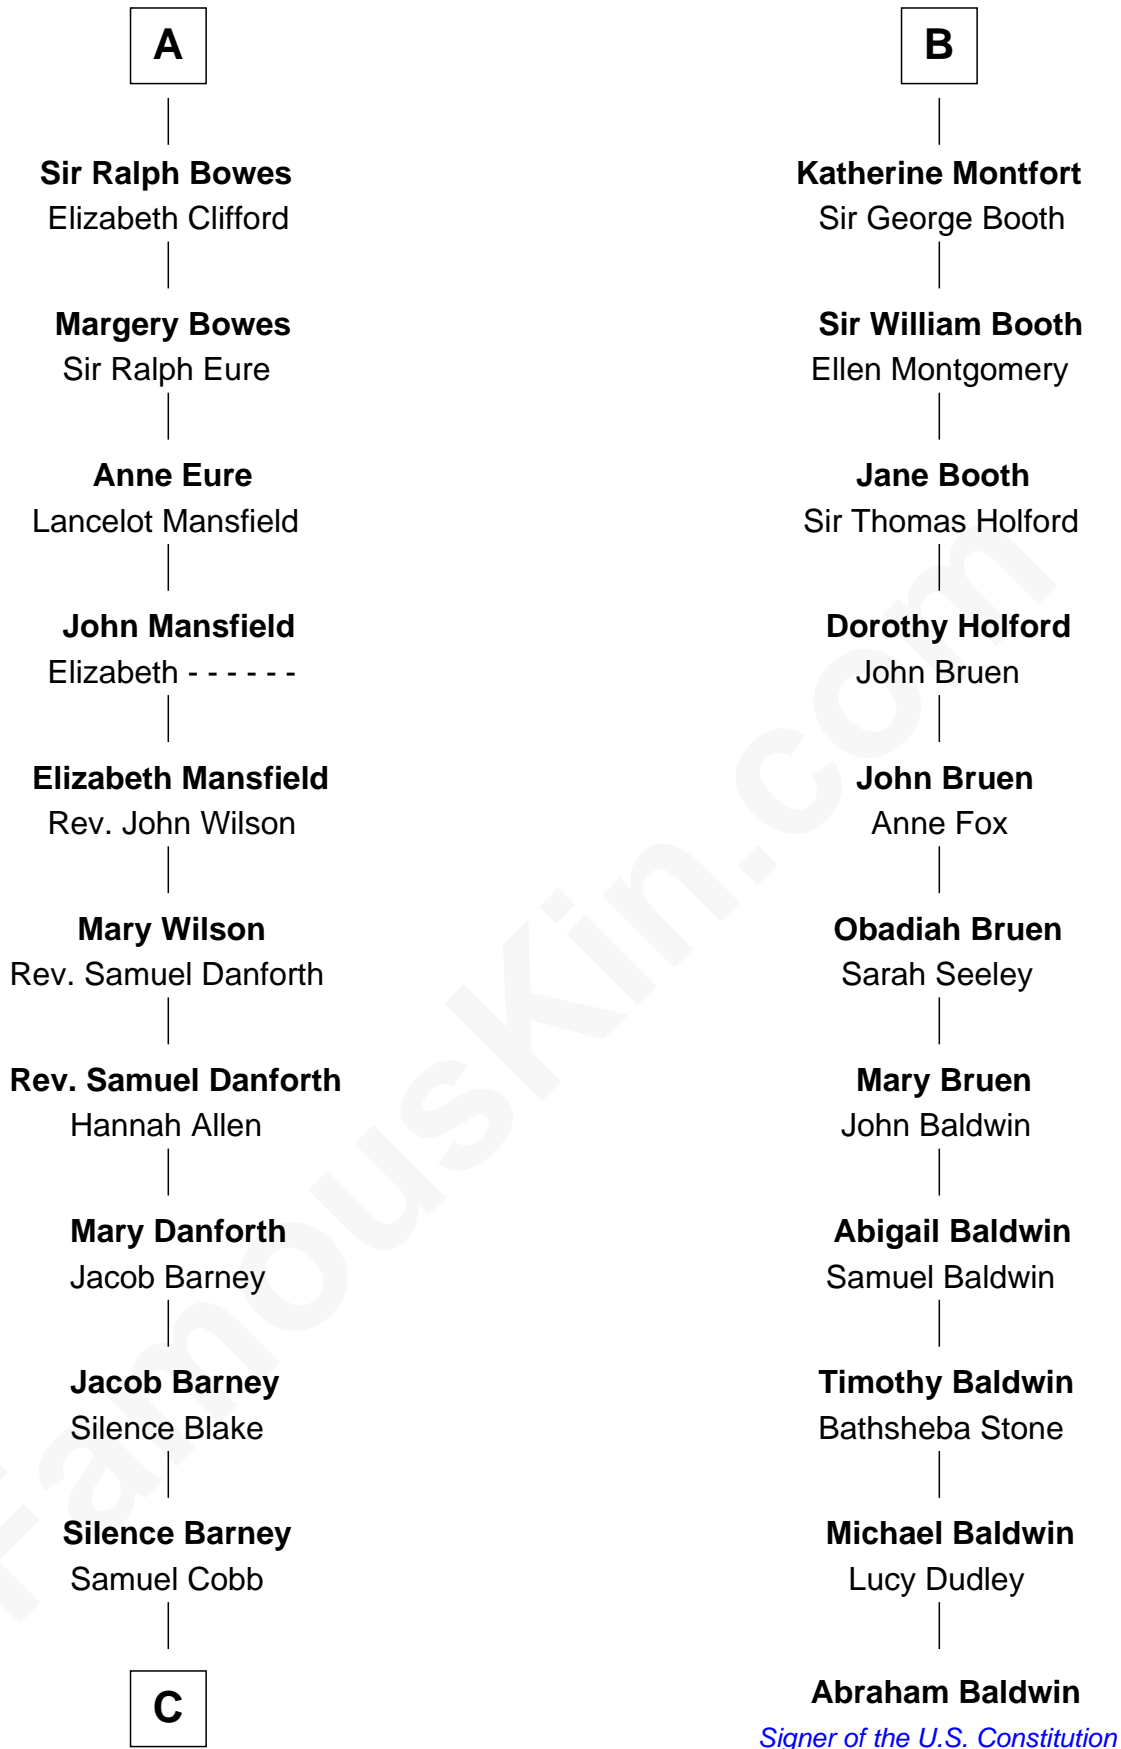 A
Sir Ralph Bowes
Elizabeth Clifford
Margery Bowes
Sir Ralph Eure
Anne Eure
Lancelot Mansfield
John Mansfield
Elizabeth - - - - - -
Elizabeth Mansfield
Rev. John Wilson
Mary Wilson
Rev. Samuel Danforth
Rev. Samuel Danforth
Hannah Allen
Mary Danforth
Jacob Barney
Jacob Barney
Silence Blake
Silence Barney
Samuel Cobb
C
B
Katherine Montfort
Sir George Booth
Sir William Booth
Ellen Montgomery
Jane Booth
Sir Thomas Holford
Dorothy Holford
John Bruen
John Bruen
Anne Fox
Obadiah Bruen
Sarah Seeley
Mary Bruen
John Baldwin
Abigail Baldwin
Samuel Baldwin
Timothy Baldwin
Bathsheba Stone
Michael Baldwin
Lucy Dudley
Abraham Baldwin
Signer of the U.S. Constitution
FamousKin.com